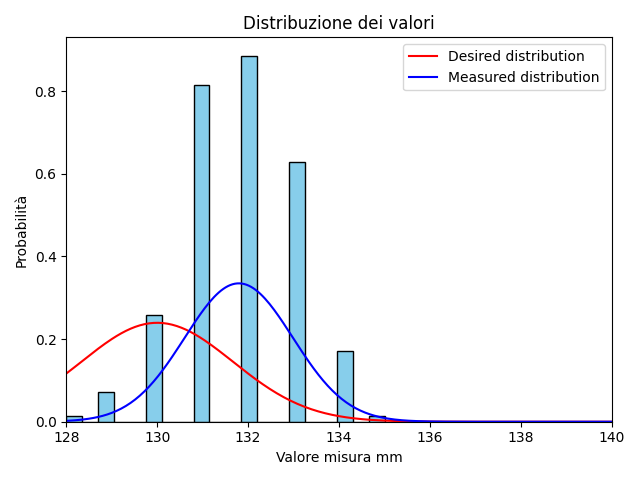 Distribuzione dei valori
Desired distribution
Measured distribution
Probabilità
0.8
0.6
0.4
0.2
0.0
128 130 132 134 136 138 140
Valore misura mm